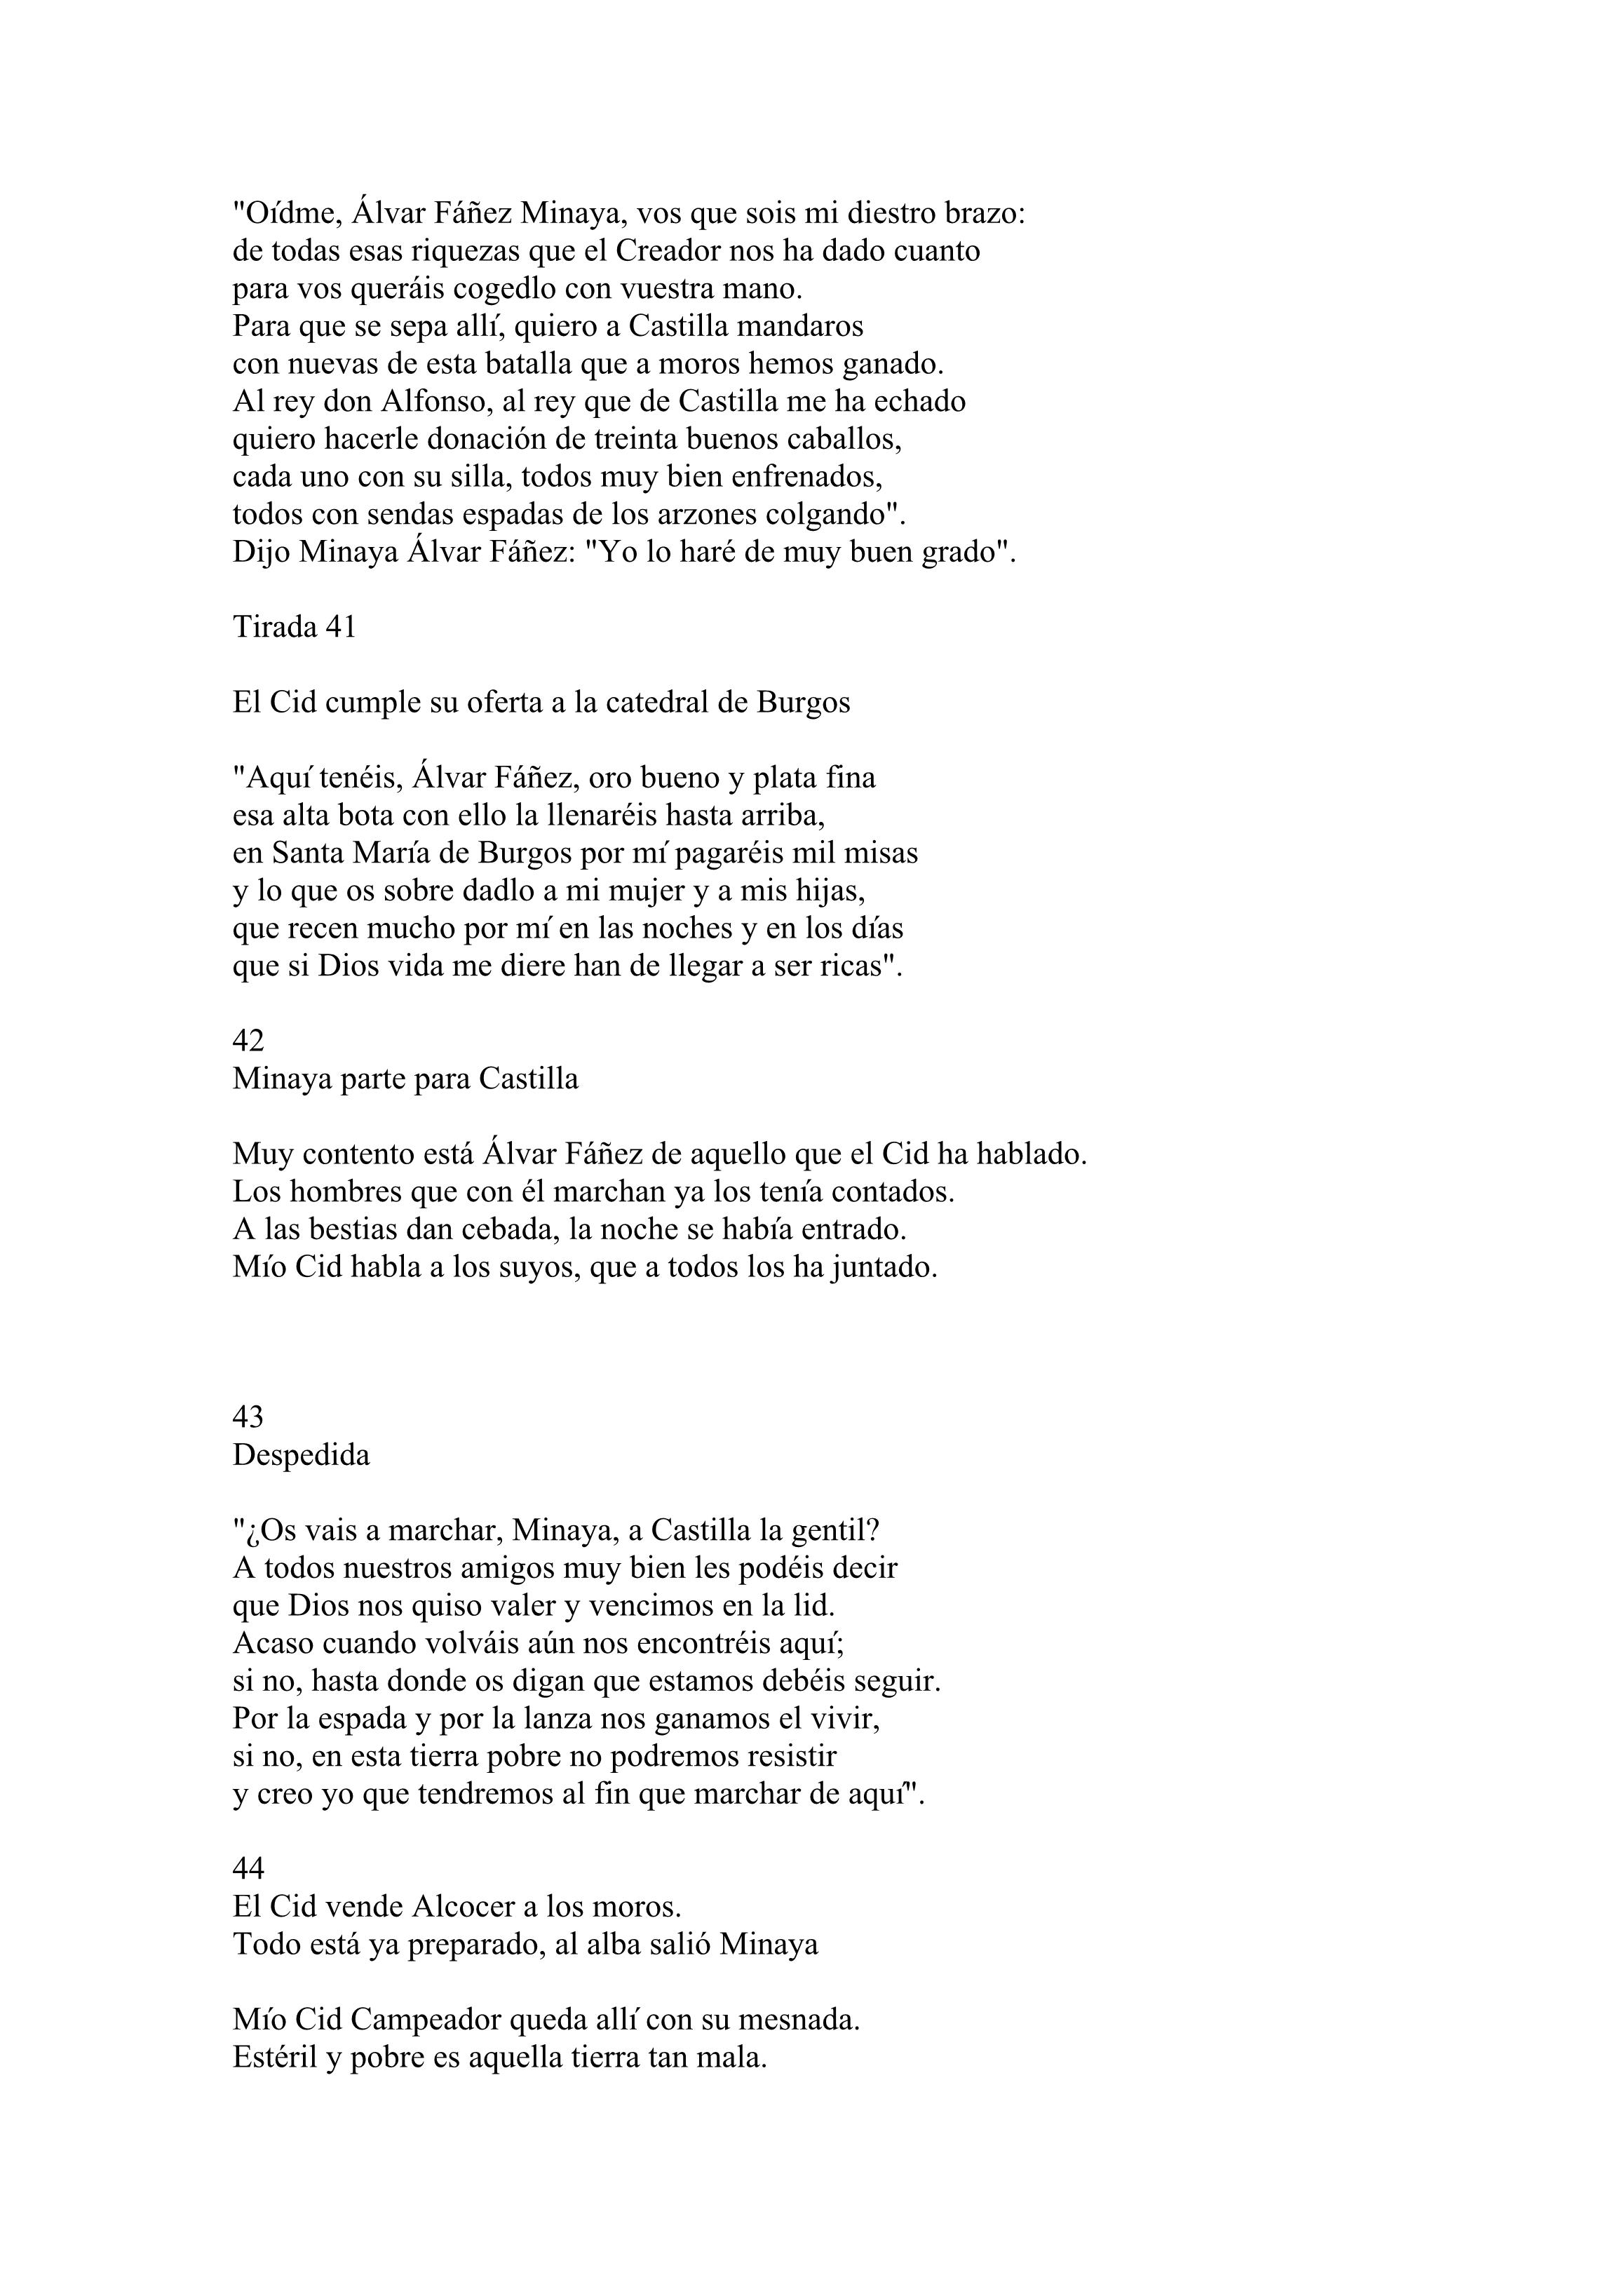 "Oídme, Álvar Fáñez Minaya, vos que sois mi diestro brazo:
de todas esas riquezas que el Creador nos ha dado cuanto
para vos queráis cogedlo con vuestra mano.
Para que se sepa allí, quiero a Castilla mandaros
con nuevas de esta batalla que a moros hemos ganado.
Al rey don Alfonso, al rey que de Castilla me ha echado
quiero hacerle donación de treinta buenos caballos,
cada uno con su silla, todos muy bien enfrenados,
todos con sendas espadas de los arzones colgando".
Dijo Minaya Álvar Fáñez: "Yo lo haré de muy buen grado".
Tirada 41
El Cid cumple su oferta a la catedral de Burgos
"Aquí tenéis, Álvar Fáñez, oro bueno y plata fina
esa alta bota con ello la llenaréis hasta arriba,
en Santa María de Burgos por mí pagaréis mil misas
y lo que os sobre dadlo a mi mujer y a mis hijas,
que recen mucho por mí en las noches y en los días
que si Dios vida me diere han de llegar a ser ricas".
42
Minaya parte para Castilla
Muy contento está Álvar Fáñez de aquello que el Cid ha hablado.
Los hombres que con él marchan ya los tenía contados.
A las bestias dan cebada, la noche se había entrado.
Mío Cid habla a los suyos, que a todos los ha juntado.
43
Despedida
"¿Os vais a marchar, Minaya, a Castilla la gentil?
A todos nuestros amigos muy bien les podéis decir
que Dios nos quiso valer y vencimos en la lid.
Acaso cuando volváis aún nos encontréis aquí;
si no, hasta donde os digan que estamos debéis seguir.
Por la espada y por la lanza nos ganamos el vivir,
si no, en esta tierra pobre no podremos resistir
y creo yo que tendremos al fin que marchar de aquí".
44
El Cid vende Alcocer a los moros.
Todo está ya preparado, al alba salió Minaya
Mío Cid Campeador queda allí con su mesnada.
Estéril y pobre es aquella tierra tan mala.